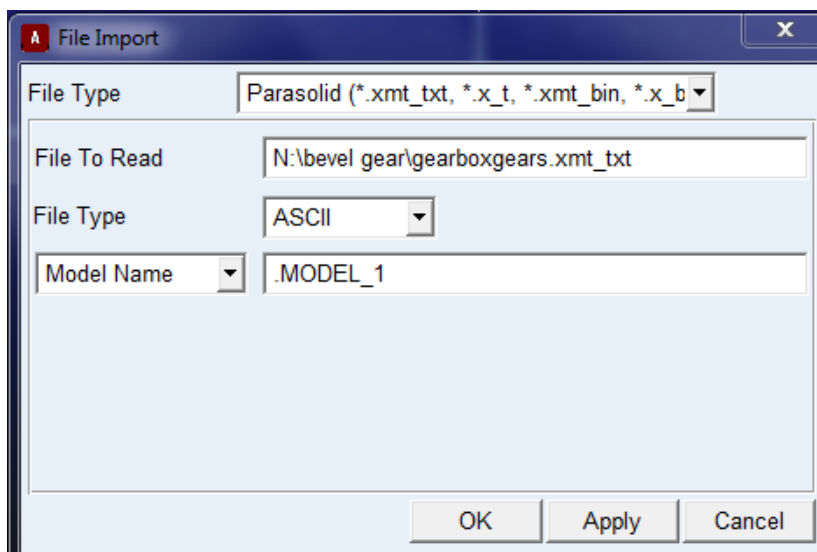 A File Import x
File Type Parasolid (*.xmt_txt, *.x_t, *.xmt_bin, *.x_b
File To Read N:\bevel gear\gearboxgears.xmt_txt
File Type ASCII
Model Name .MODEL_1
OK Apply Cancel